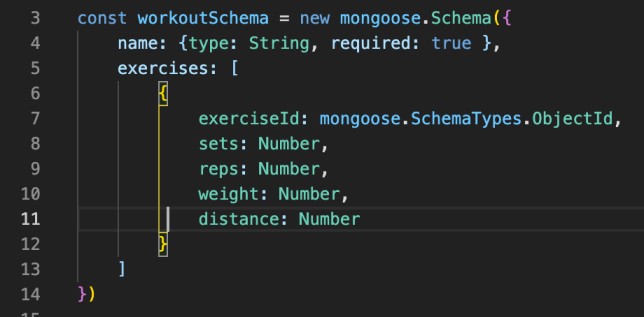 3 const workoutSchema = new mongoose.Schema({
4     name: {type: String, required: true },
5     exercises: [
6         {
7             exerciseId: mongoose.SchemaTypes.ObjectId,
8             sets: Number,
9             reps: Number,
10             weight: Number,
11             distance: Number
12         }
13     ]
14 })